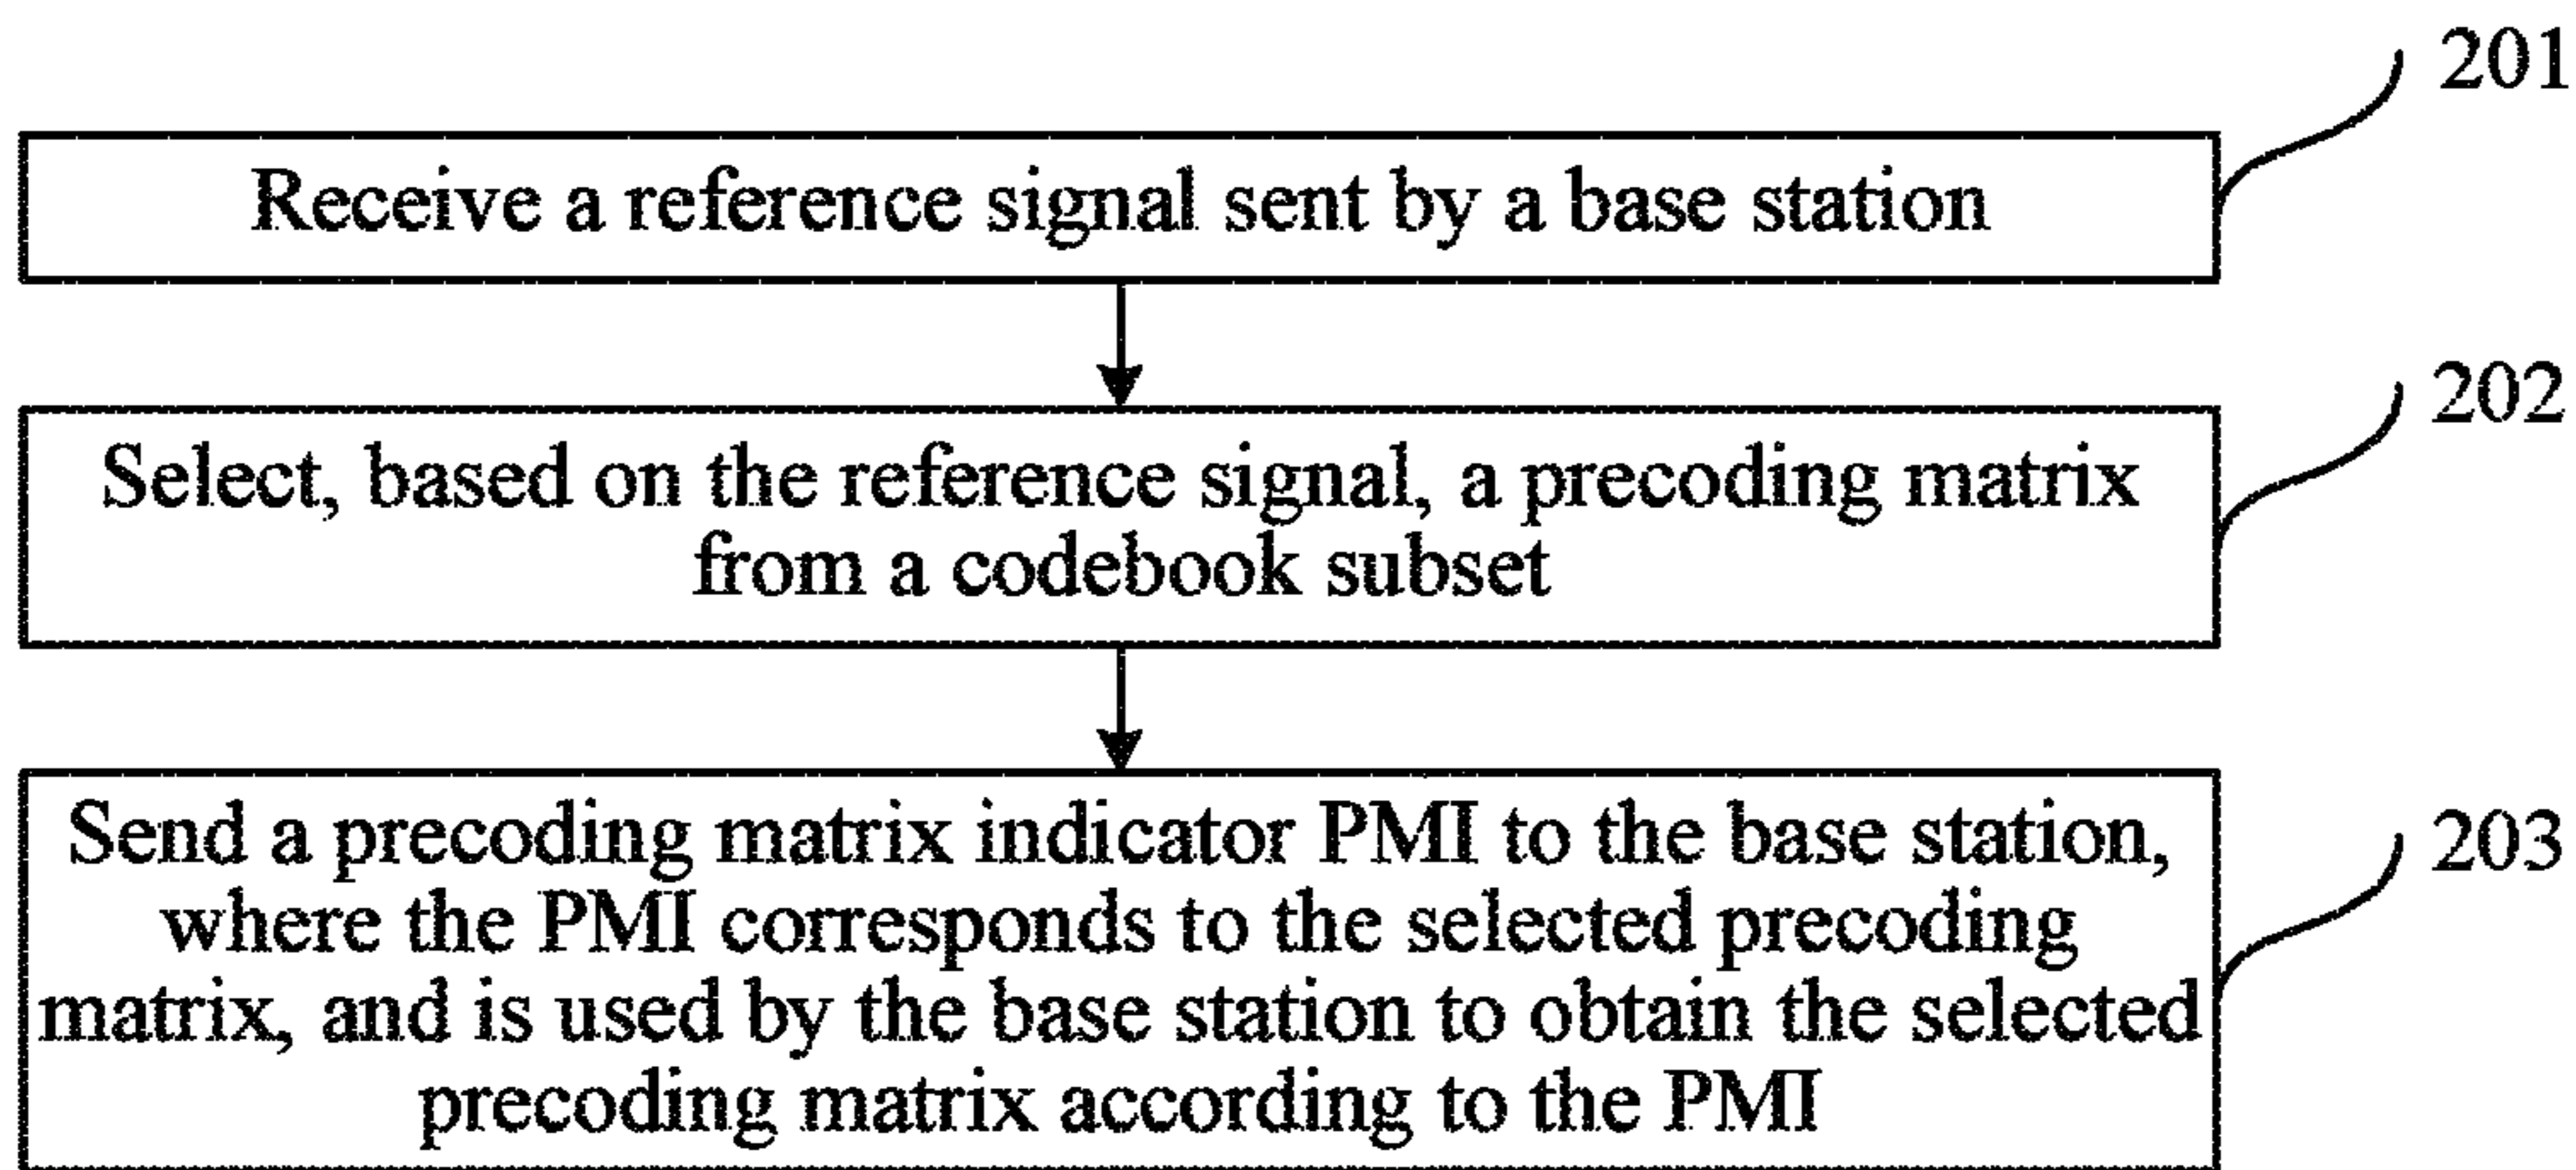 201
Receive a reference signal sent by a base station
202
Select, based on the reference signal, a precoding matrix
from a codebook subset
203
Send a precoding matrix indicator PMI to the base station,
where the PMI corresponds to the selected precoding
matrix, and is used by the base station to obtain the selected
precoding matrix according to the PMI